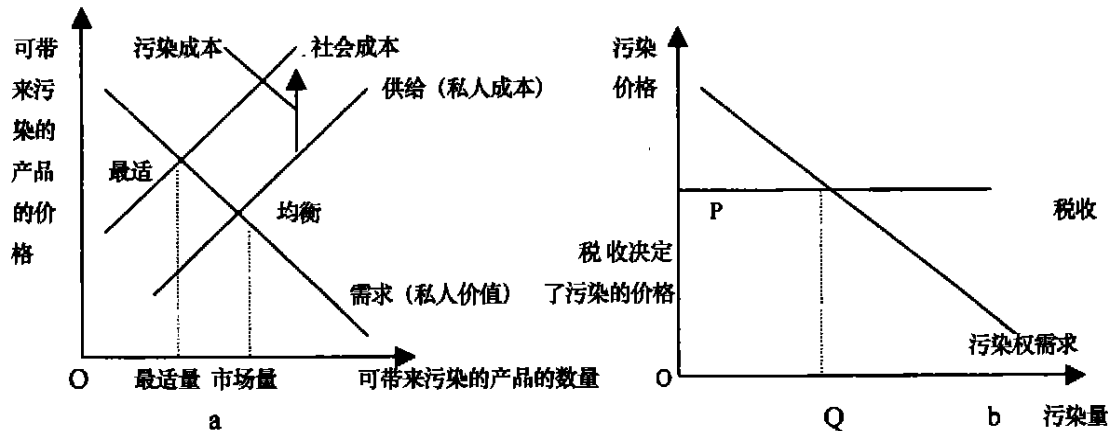 可带
来污
染的
产品
的价
格
污染成本
社会成本
供给（私人成本）
最适
均衡
需求（私人价值）
O
最适量 市场量 可带来污染的产品的数量
a
污染
价格
P
税收
税收决定
了污染的价格
污染权需求
O
Q
b
污染量